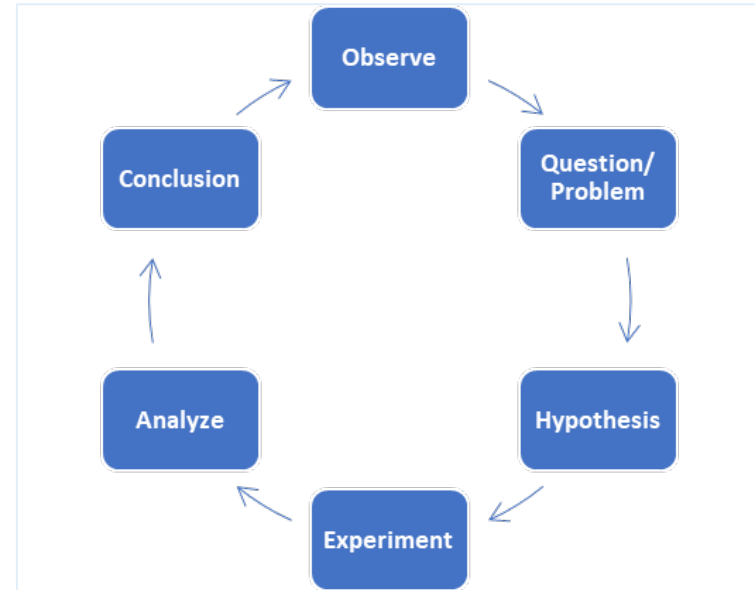 Observe
Question/
Problem
Hypothesis
Experiment
Analyze
Conclusion